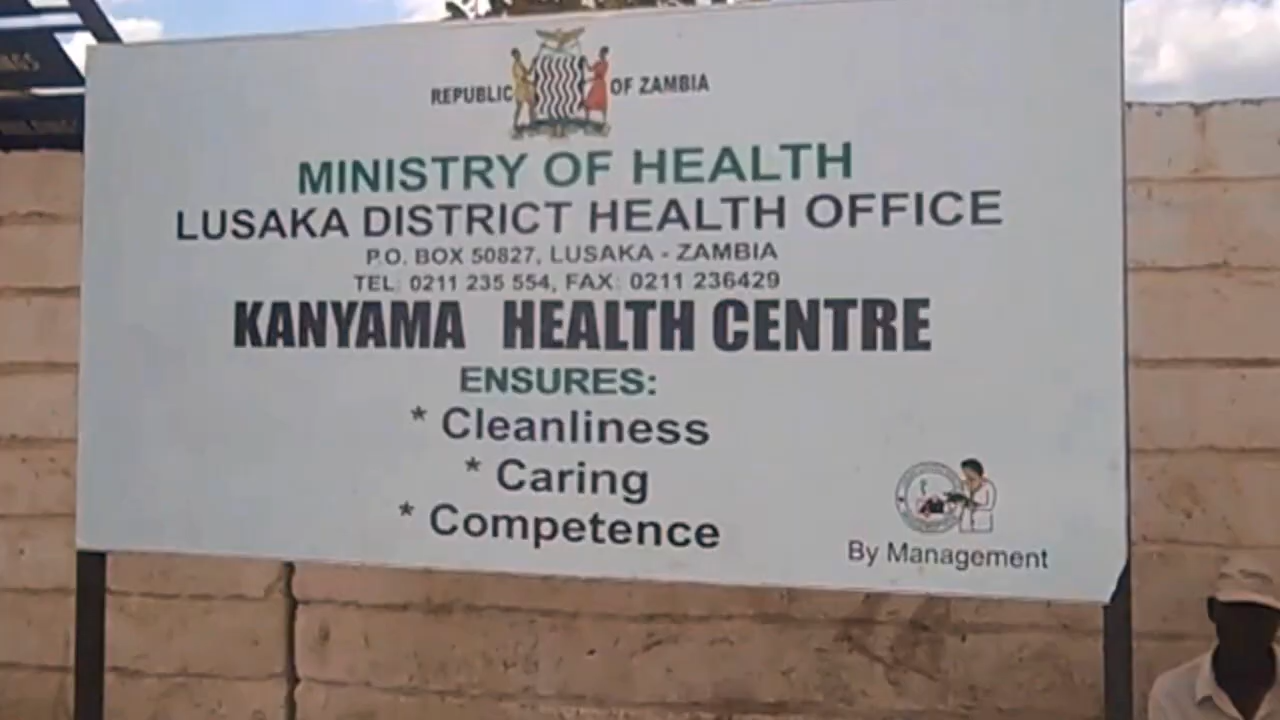 REPUBLIC OF ZAMBIA
MINISTRY OF HEALTH
LUSAKA DISTRICT HEALTH OFFICE
P.O. BOX 50827, LUSAKA - ZAMBIA
TEL: 0211 235 554, FAX: 0211 236429
KANYAMA HEALTH CENTRE
ENSURES:
* Cleanliness
* Caring
* Competence
By Management